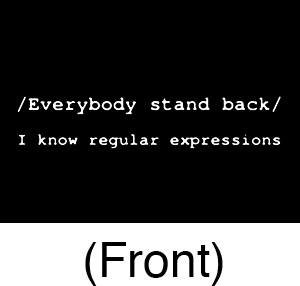 /Everybody stand back/
I know regular expressions
(Front)